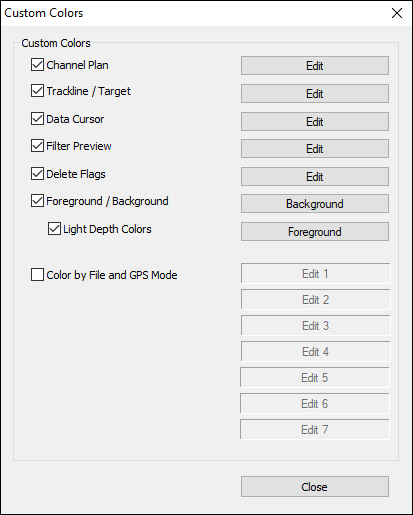 Custom Colors
Custom Colors
Channel Plan Edit
Trackline / Target Edit
Data Cursor Edit
Filter Preview Edit
Delete Flags Edit
Foreground / Background Background
Light Depth Colors Foreground
Color by File and GPS Mode Edit 1
Edit 2
Edit 3
Edit 4
Edit 5
Edit 6
Edit 7
Close